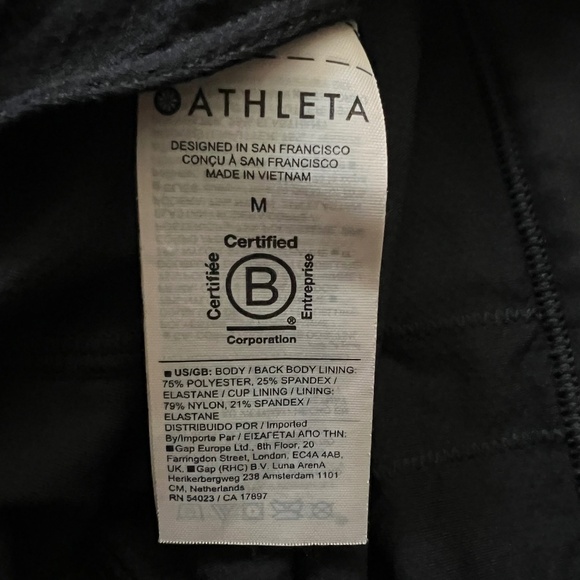 ATHLETA
DESIGNED IN SAN FRANCISCO
CONÇU À SAN FRANCISCO
MADE IN VIETNAM
M
Certified
Certifiée
B
Entreprise
®
Corporation
■ US/GB: BODY / BACK BODY LINING:
75% POLYESTER, 25% SPANDEX /
ELASTANE / CUP LINING / LINING:
79% NYLON, 21% SPANDEX /
ELASTANE
DISTRIBUIDO POR / Imported
By/Importe Par / ΕΙΣΑΓΕΤΑΙ ΑΠΟ ΤΗΝ:
■Gap Europe Ltd., 8th Floor, 20
Farringdon Street, London, EC4A 4AB,
UK. ■Gap (RHC) B.V. Luna ArenA
Herikerbergweg 238 Amsterdam 1101
CM, Netherlands
RN 54023 / CA 17897